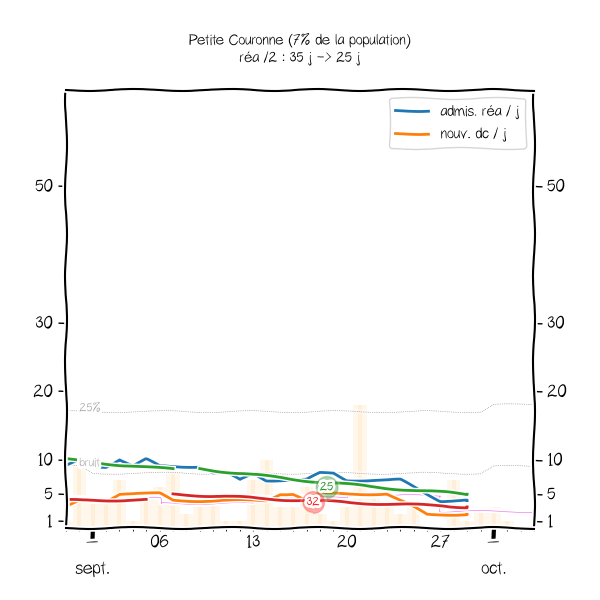 Petite Couronne (7% de la population)
réa /2 : 35 j -> 25 j
admis. réa / j
nouv. dc / j
50 50
30 30
20 20
25%
10 bruit 10
25
5 32 5
1 1
06 13 20 27
sept. oct.